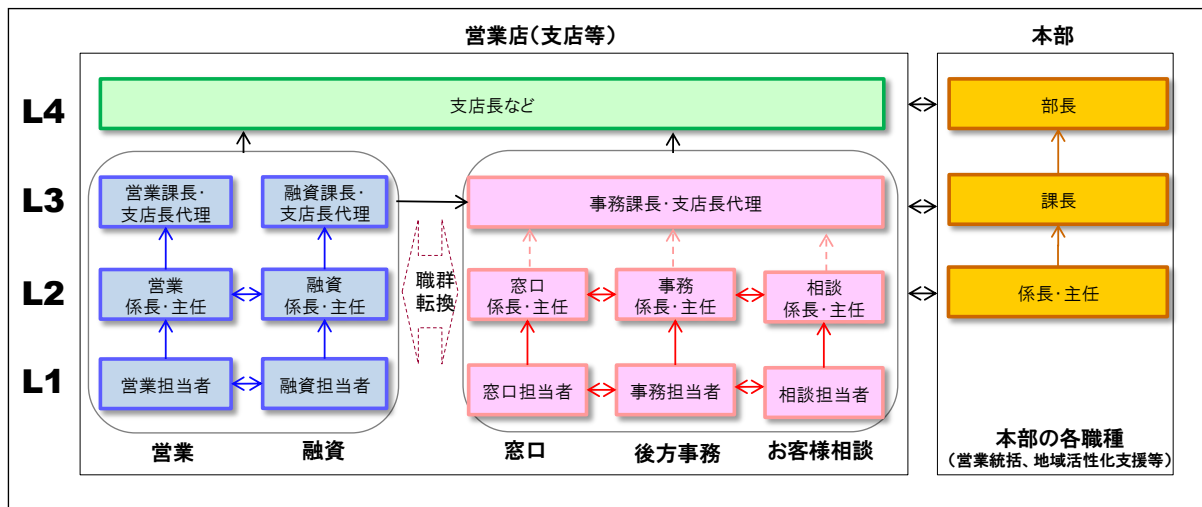 営業店(支店等)
本部
L4
支店長など
部長
L3
営業課長・
支店長代理
融資課長・
支店長代理
事務課長・支店長代理
課長
職群
転換
L2
営業
係長・主任
融資
係長・主任
窓口
係長・主任
事務
係長・主任
相談
係長・主任
係長・主任
L1
営業担当者
融資担当者
窓口担当者
事務担当者
相談担当者
営業
融資
窓口
後方事務
お客様相談
本部の各職種
(営業統括、地域活性化支援等)